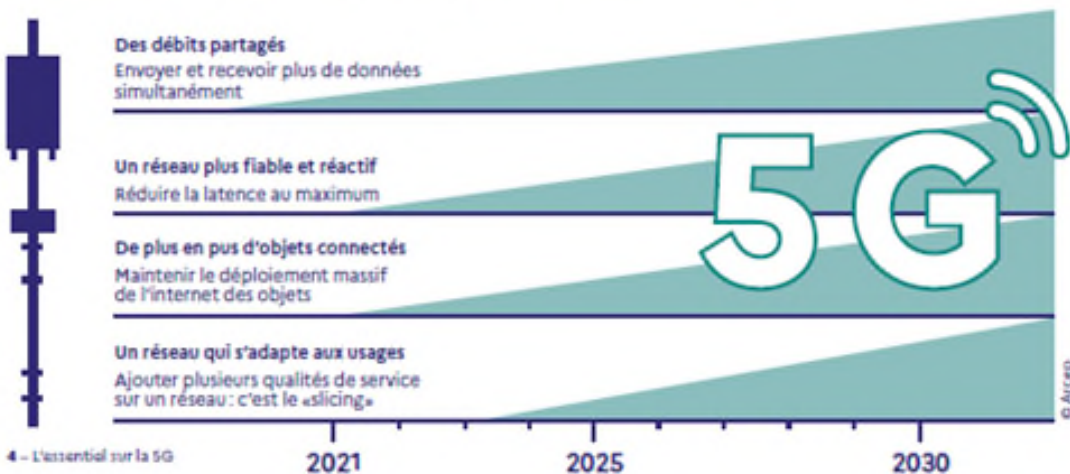 Des débits partagés
Envoyer et recevoir plus de données
simultanément
Un réseau plus fiable et réactif
Réduire la latence au maximum
5G
De plus en pus d'objets connectés
Maintenir le déploiement massif
de l'internet des objets
Un réseau qui s'adapte aux usages
Ajouter plusieurs qualités de service
sur un réseau : c'est le «slicing»
© Arcep
4 – L'essentiel sur la 5G
2021
2025
2030